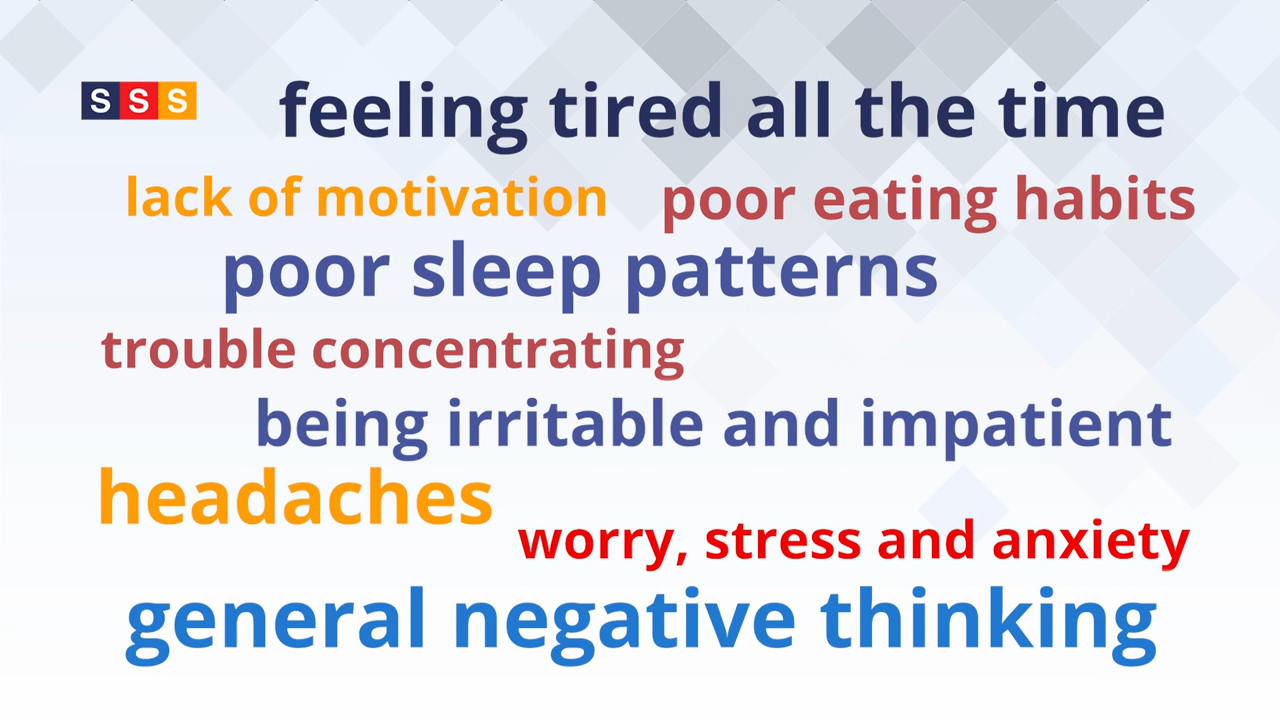 SSS
feeling tired all the time
lack of motivation
poor eating habits
poor sleep patterns
trouble concentrating
being irritable and impatient
headaches
worry, stress and anxiety
general negative thinking